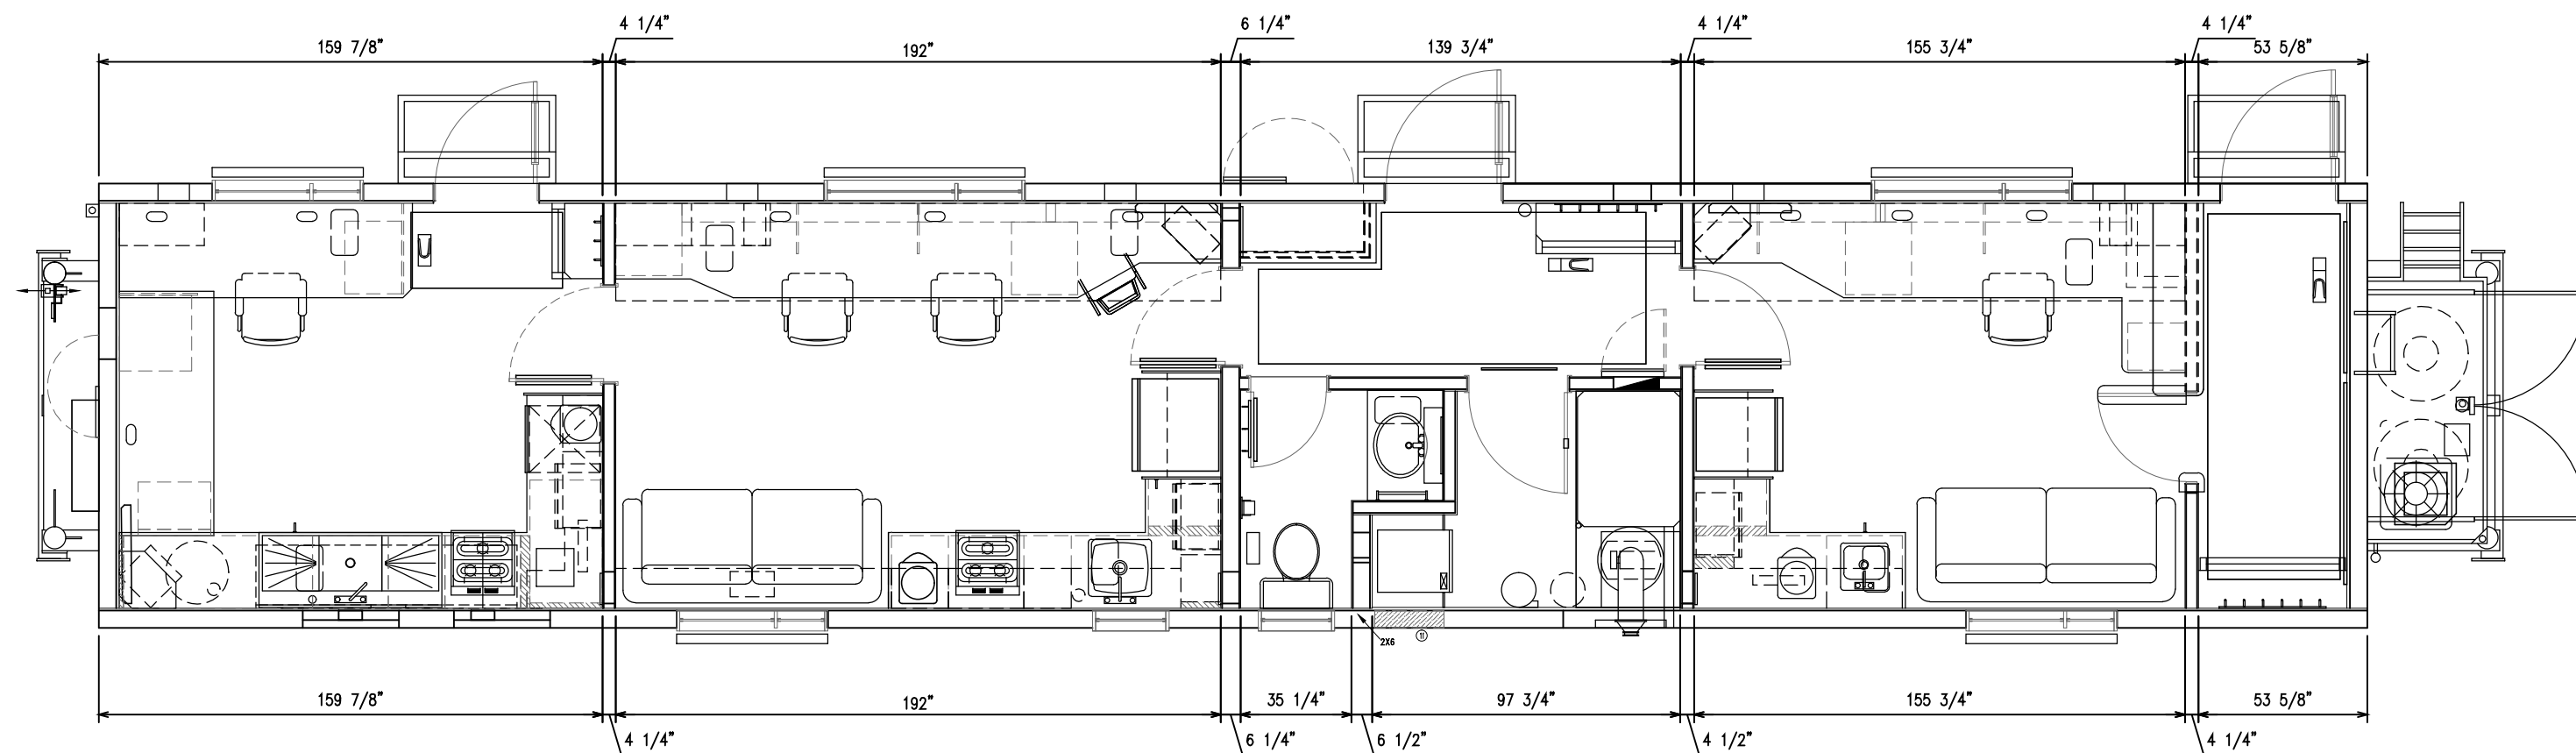 4 1/4" 6 1/4" 4 1/4" 4 1/4"
159 7/8" 192" 139 3/4" 155 3/4" 53 5/8"
2X6
11
159 7/8" 192" 35 1/4" 97 3/4" 155 3/4" 53 5/8"
4 1/4" 6 1/4" 6 1/2" 4 1/2" 4 1/4"